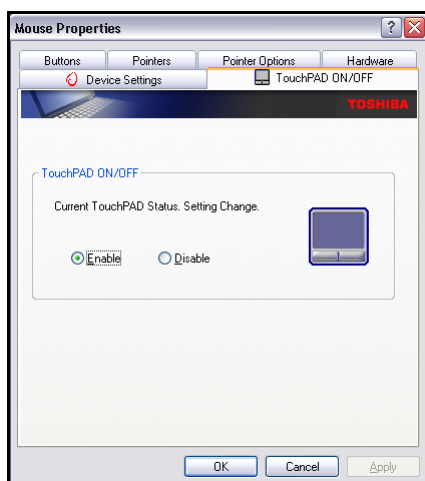 Mouse Properties
Buttons Pointers Pointer Options Hardware
Device Settings TouchPAD ON/OFF
TOSHIBA
TouchPAD ON/OFF
Current TouchPAD Status. Setting Change.
Enable Disable
OK Cancel Apply